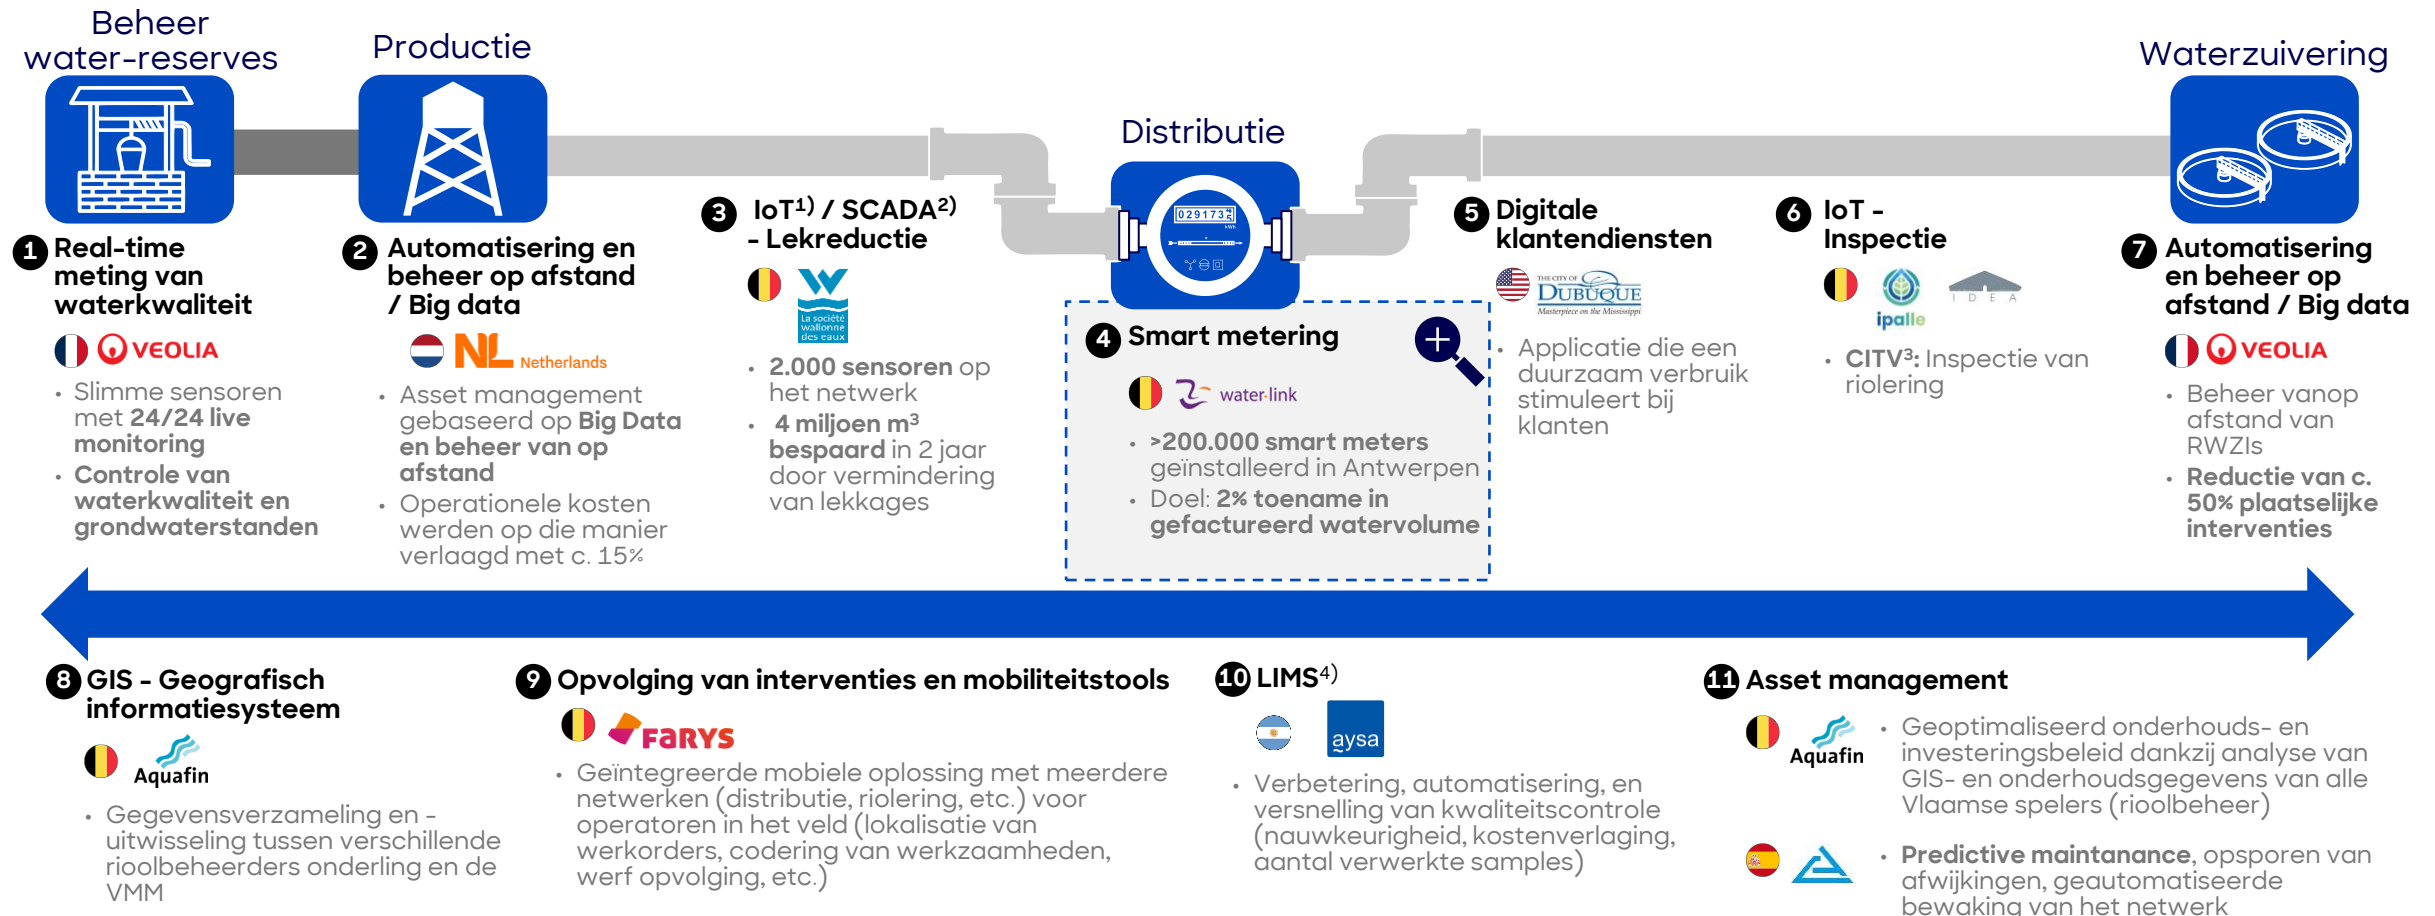 Beheer
water-reserves
Productie
Distributie
Waterzuivering
029173
kWh
1 Real-time
meting van
waterkwaliteit
VEOLIA
• Slimme sensoren
met 24/24 live
monitoring
• Controle van
waterkwaliteit en
grondwaterstanden
2 Automatisering en
beheer op afstand
/ Big data
NL Netherlands
• Asset management
gebaseerd op Big Data
en beheer van op
afstand
• Operationele kosten
werden op die manier
verlaagd met c. 15%
3 IoT¹⁾ / SCADA²⁾
- Lekreductie
La société
wallonne
des eaux
• 2.000 sensoren op
het netwerk
• 4 miljoen m³
bespaard in 2 jaar
door vermindering
van lekkages
4 Smart metering
water-link
• >200.000 smart meters
geïnstalleerd in Antwerpen
• Doel: 2% toename in
gefactureerd watervolume
5 Digitale
klantendiensten
THE CITY OF
DUBUQUE
Masterpiece on the Mississippi
• Applicatie die een
duurzaam verbruik
stimuleert bij
klanten
6 IoT -
Inspectie
ipalle
IDEA
• CITV³: Inspectie van
riolering
7 Automatisering
en beheer op
afstand / Big data
VEOLIA
• Beheer vanop
afstand van
RWZIs
• Reductie van c.
50% plaatselijke
interventies
8 GIS - Geografisch
informatiesysteem
Aquafin
• Gegevensverzameling en -
uitwisseling tussen verschillende
rioolbeheerders onderling en de
VMM
9 Opvolging van interventies en mobiliteitstools
FARYS
• Geïntegreerde mobiele oplossing met meerdere
netwerken (distributie, riolering, etc.) voor
operatoren in het veld (lokalisatie van
werkorders, codering van werkzaamheden,
werf opvolging, etc.)
10 LIMS⁴⁾
aysa
• Verbetering, automatisering, en
versnelling van kwaliteitscontrole
(nauwkeurigheid, kostenverlaging,
aantal verwerkte samples)
11 Asset management
Aquafin
• Geoptimaliseerd onderhouds- en
investeringsbeleid dankzij analyse van
GIS- en onderhoudsgegevens van alle
Vlaamse spelers (rioolbeheer)
• Predictive maintanance, opsporen van
afwijkingen, geautomatiseerde
bewaking van het netwerk